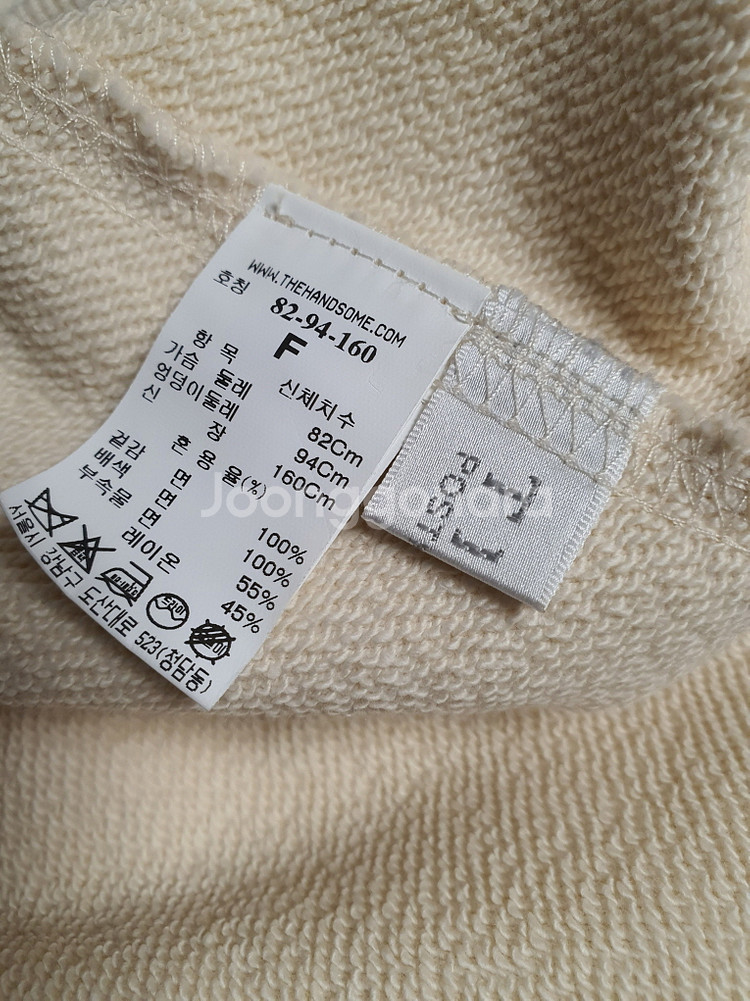 WWW.THEHANDSOME.COM
호칭 82-94-160
F
항 목 신체치수
가슴 둘레 82Cm
엉덩이둘레 94Cm
신 장 160Cm
혼 용 율(%)
겉감 면 100%
배색 면 100%
부속물 면 55%
레이온 45%
서울시 강남구 도산대로 523(청담동)
POST
Joongg